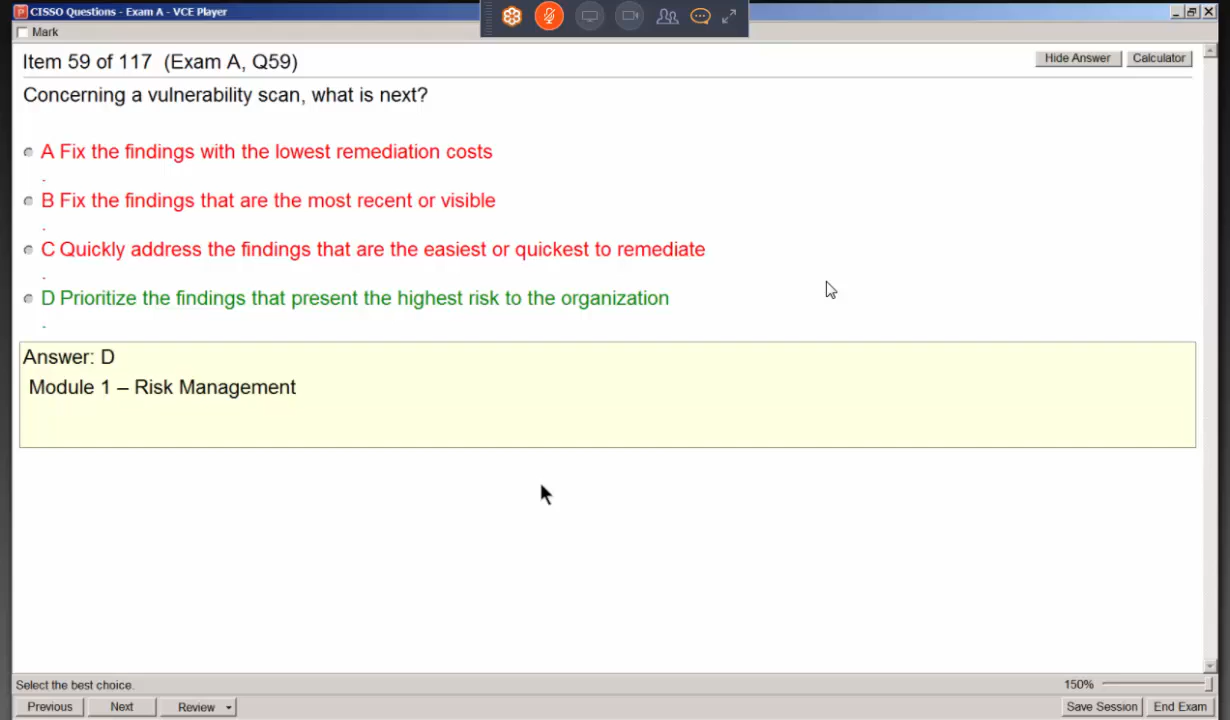 CISSO Questions - Exam A - VCE Player
Mark
Item 59 of 117 (Exam A, Q59)
Hide Answer
Calculator
Concerning a vulnerability scan, what is next?
A Fix the findings with the lowest remediation costs
.
B Fix the findings that are the most recent or visible
.
C Quickly address the findings that are the easiest or quickest to remediate
.
D Prioritize the findings that present the highest risk to the organization
.
Answer: D
Module 1 – Risk Management
Select the best choice.
150%
Previous
Next
Review
Save Session
End Exam